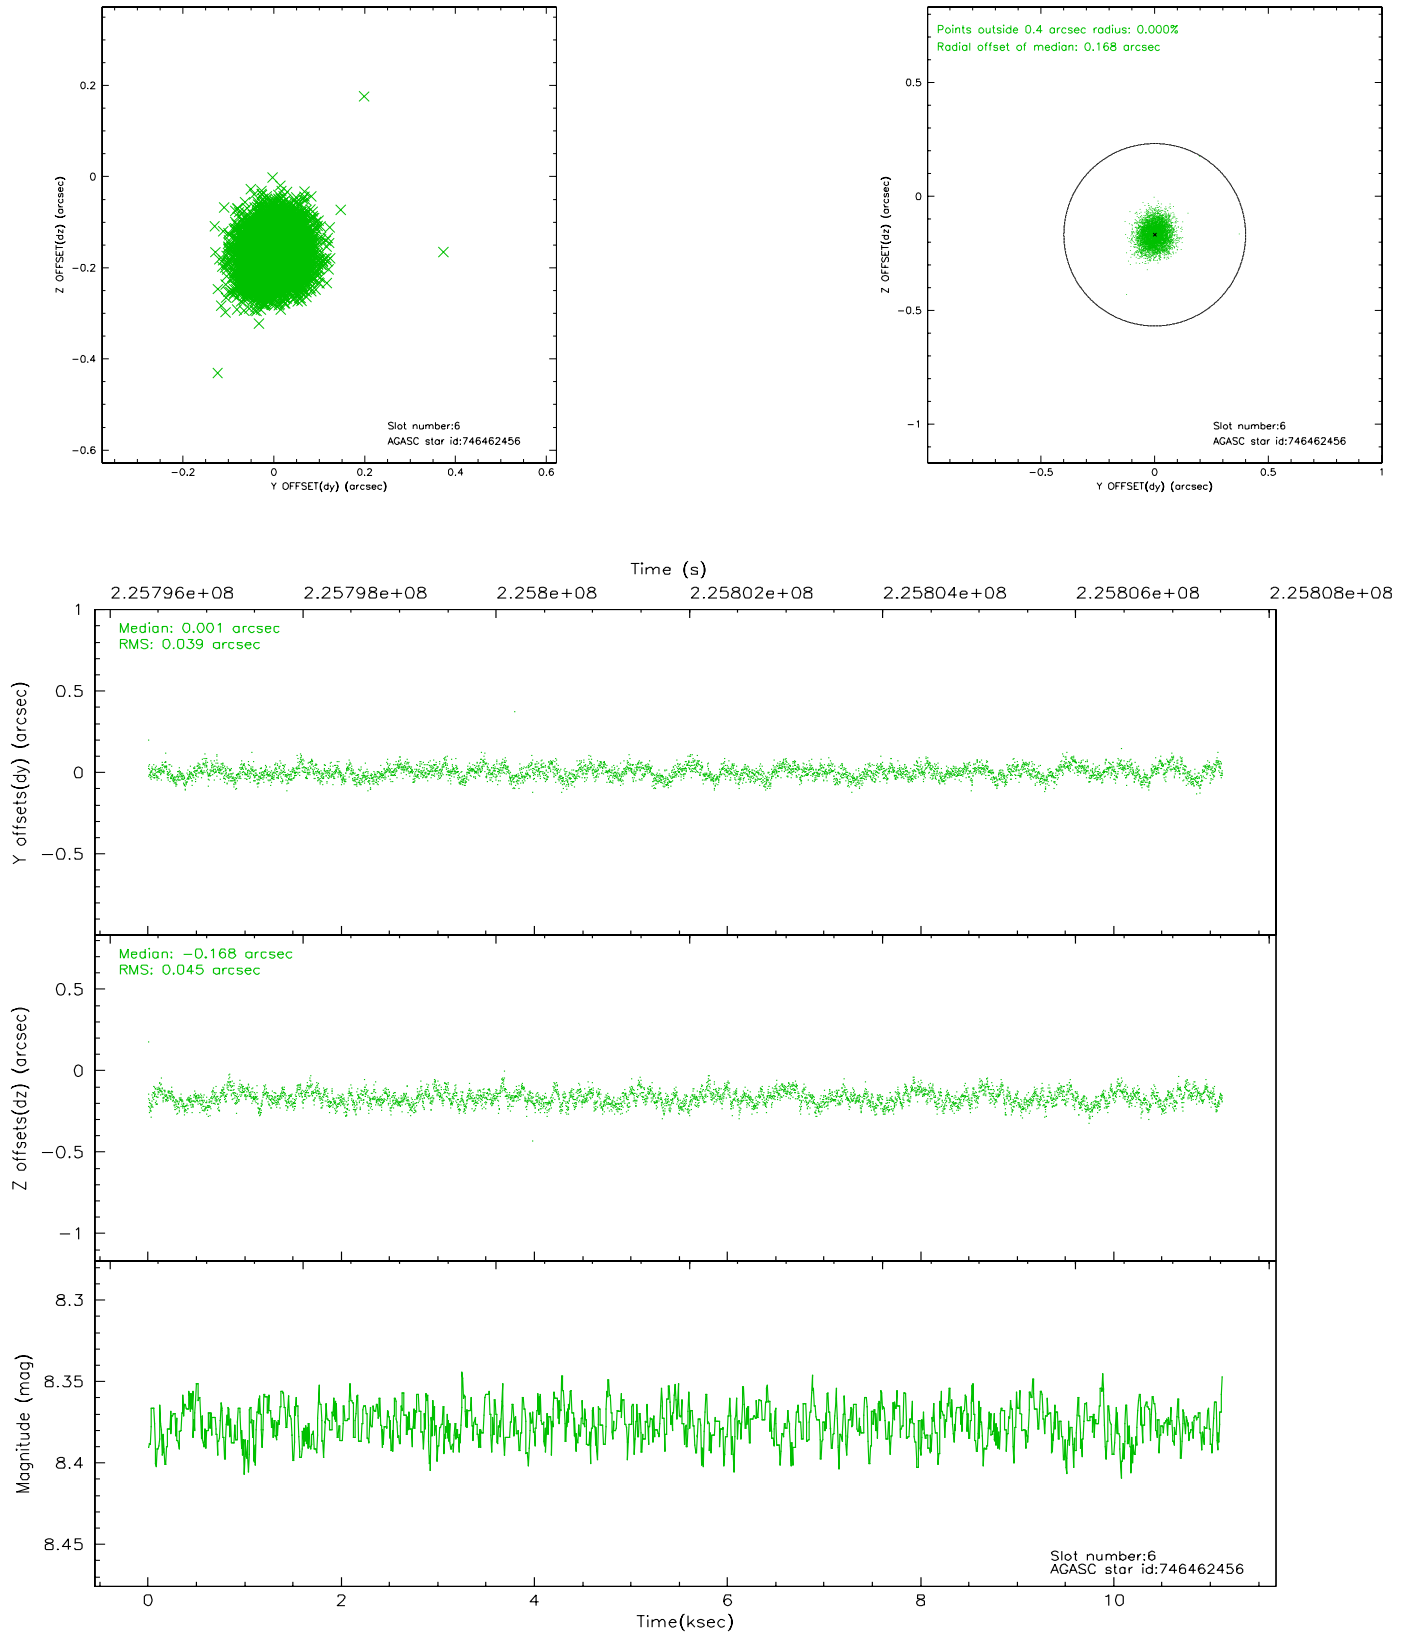 0.2
0
−0.2
−0.4
−0.6
−0.2
0
0.2
0.4
0.6
Z OFFSET(dz) (arcsec)
Y OFFSET(dy) (arcsec)
Slot number:6
AGASC star id:746462456
Points outside 0.4 arcsec radius: 0.000%
Radial offset of median: 0.168 arcsec
0.5
0
−0.5
−1
−0.5
0
0.5
1
Z OFFSET(dz) (arcsec)
Y OFFSET(dy) (arcsec)
Slot number:6
AGASC star id:746462456
Time (s)
2.25796e+08
2.25798e+08
2.258e+08
2.25802e+08
2.25804e+08
2.25806e+08
2.25808e+08
Median: 0.001 arcsec
RMS: 0.039 arcsec
1
0.5
0
−0.5
Y offsets(dy) (arcsec)
Median: −0.168 arcsec
RMS: 0.045 arcsec
0.5
0
−0.5
−1
Z offsets(dz) (arcsec)
8.3
8.35
8.4
8.45
Magnitude (mag)
Slot number:6
AGASC star id:746462456
0
2
4
6
8
10
Time(ksec)